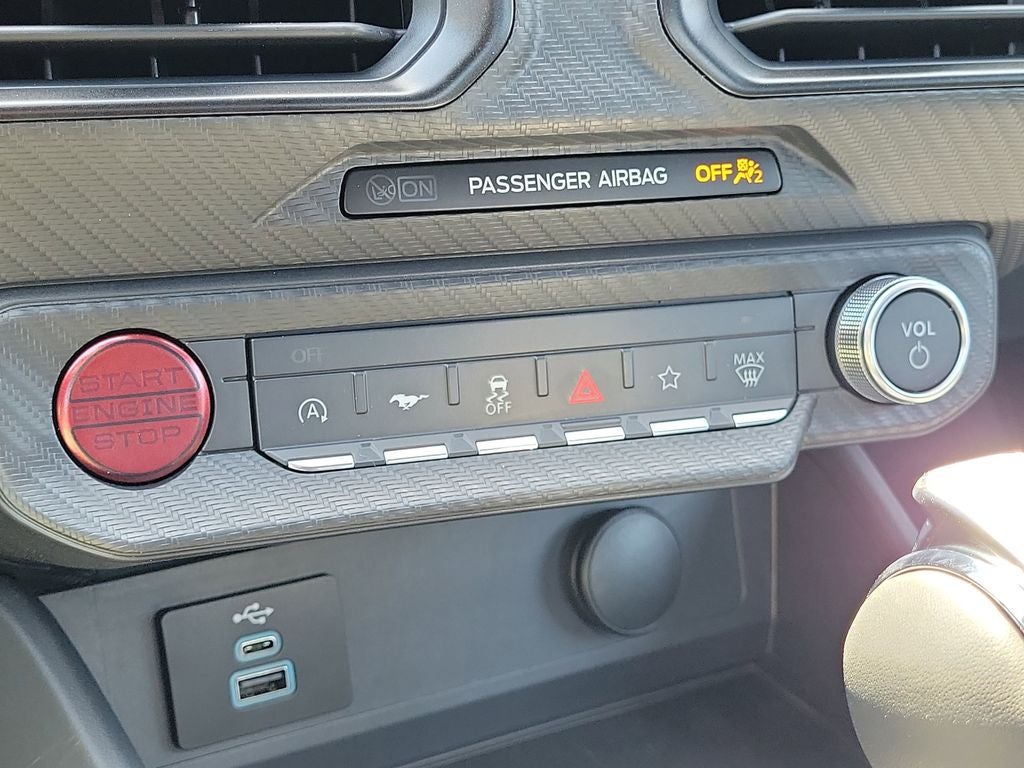 ON PASSENGER AIRBAG OFF 2
START
ENGINE
STOP
OFF
A
OFF
MAX
VOL